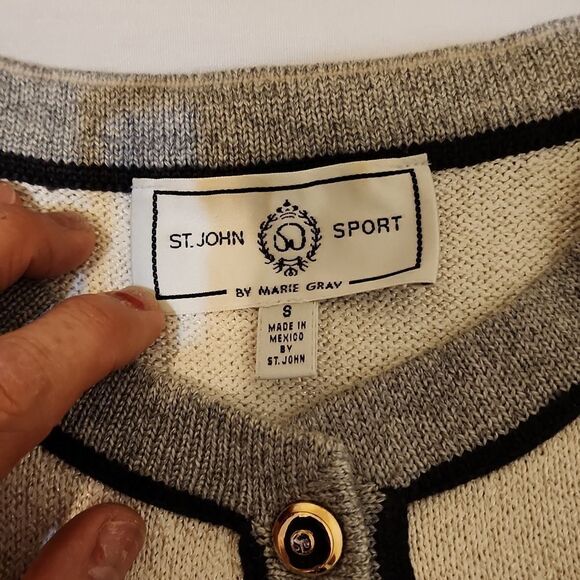 ST. JOHN SPORT
BY MARIE GRAY
S
MADE IN
MEXICO
BY
ST. JOHN